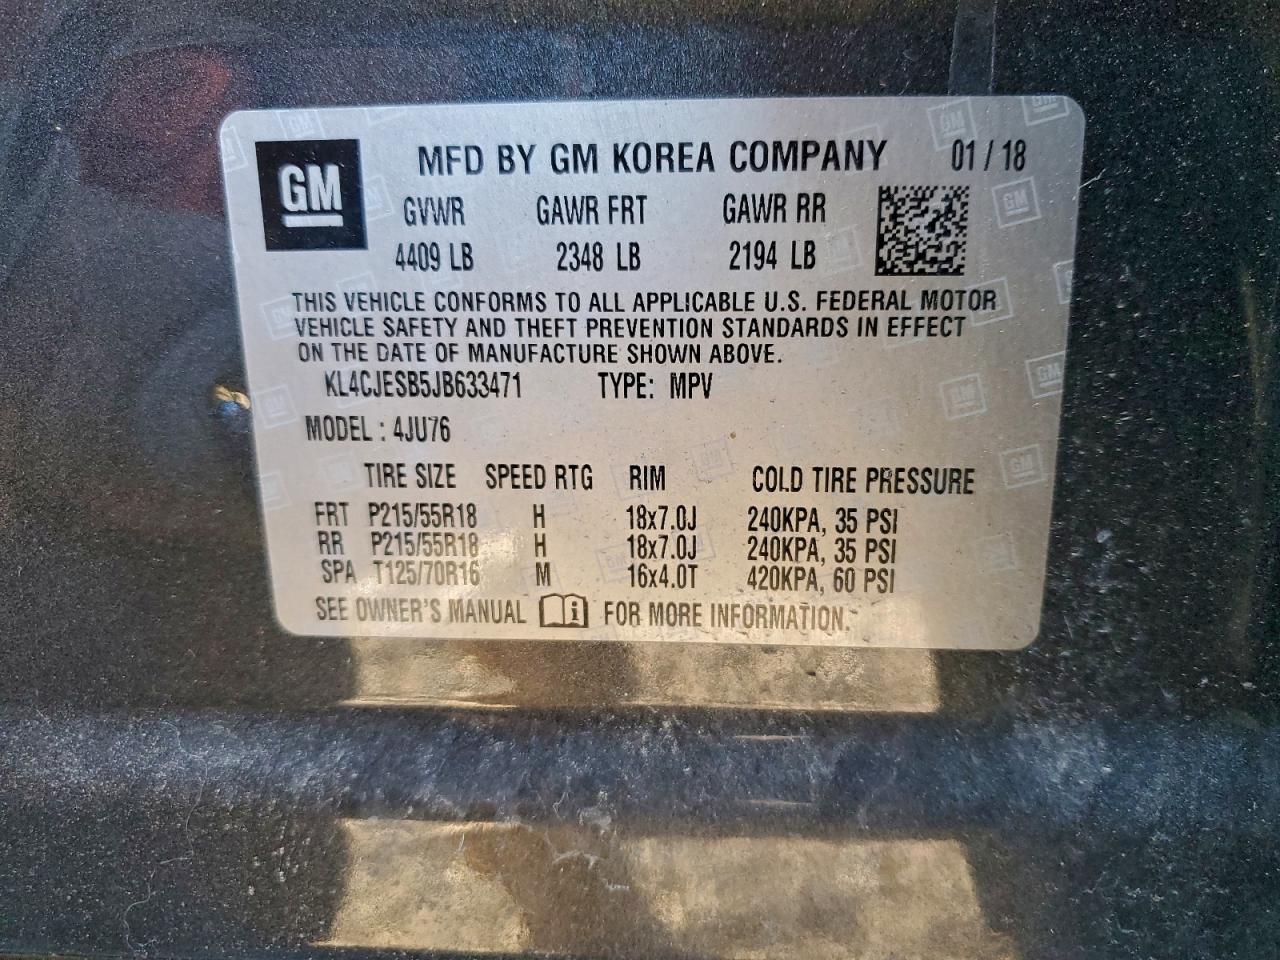 GM MFD BY GM KOREA COMPANY 01 / 18
GVWR GAWR FRT GAWR RR
4409 LB 2348 LB 2194 LB
THIS VEHICLE CONFORMS TO ALL APPLICABLE U.S. FEDERAL MOTOR
VEHICLE SAFETY AND THEFT PREVENTION STANDARDS IN EFFECT
ON THE DATE OF MANUFACTURE SHOWN ABOVE.
KL4CJESB5JB633471 TYPE: MPV
MODEL : 4JU76
TIRE SIZE SPEED RTG RIM COLD TIRE PRESSURE
FRT P215/55R18 H 18x7.0J 240KPA, 35 PSI
RR P215/55R18 H 18x7.0J 240KPA, 35 PSI
SPA T125/70R16 M 16x4.0T 420KPA, 60 PSI
SEE OWNER'S MANUAL i FOR MORE INFORMATION.